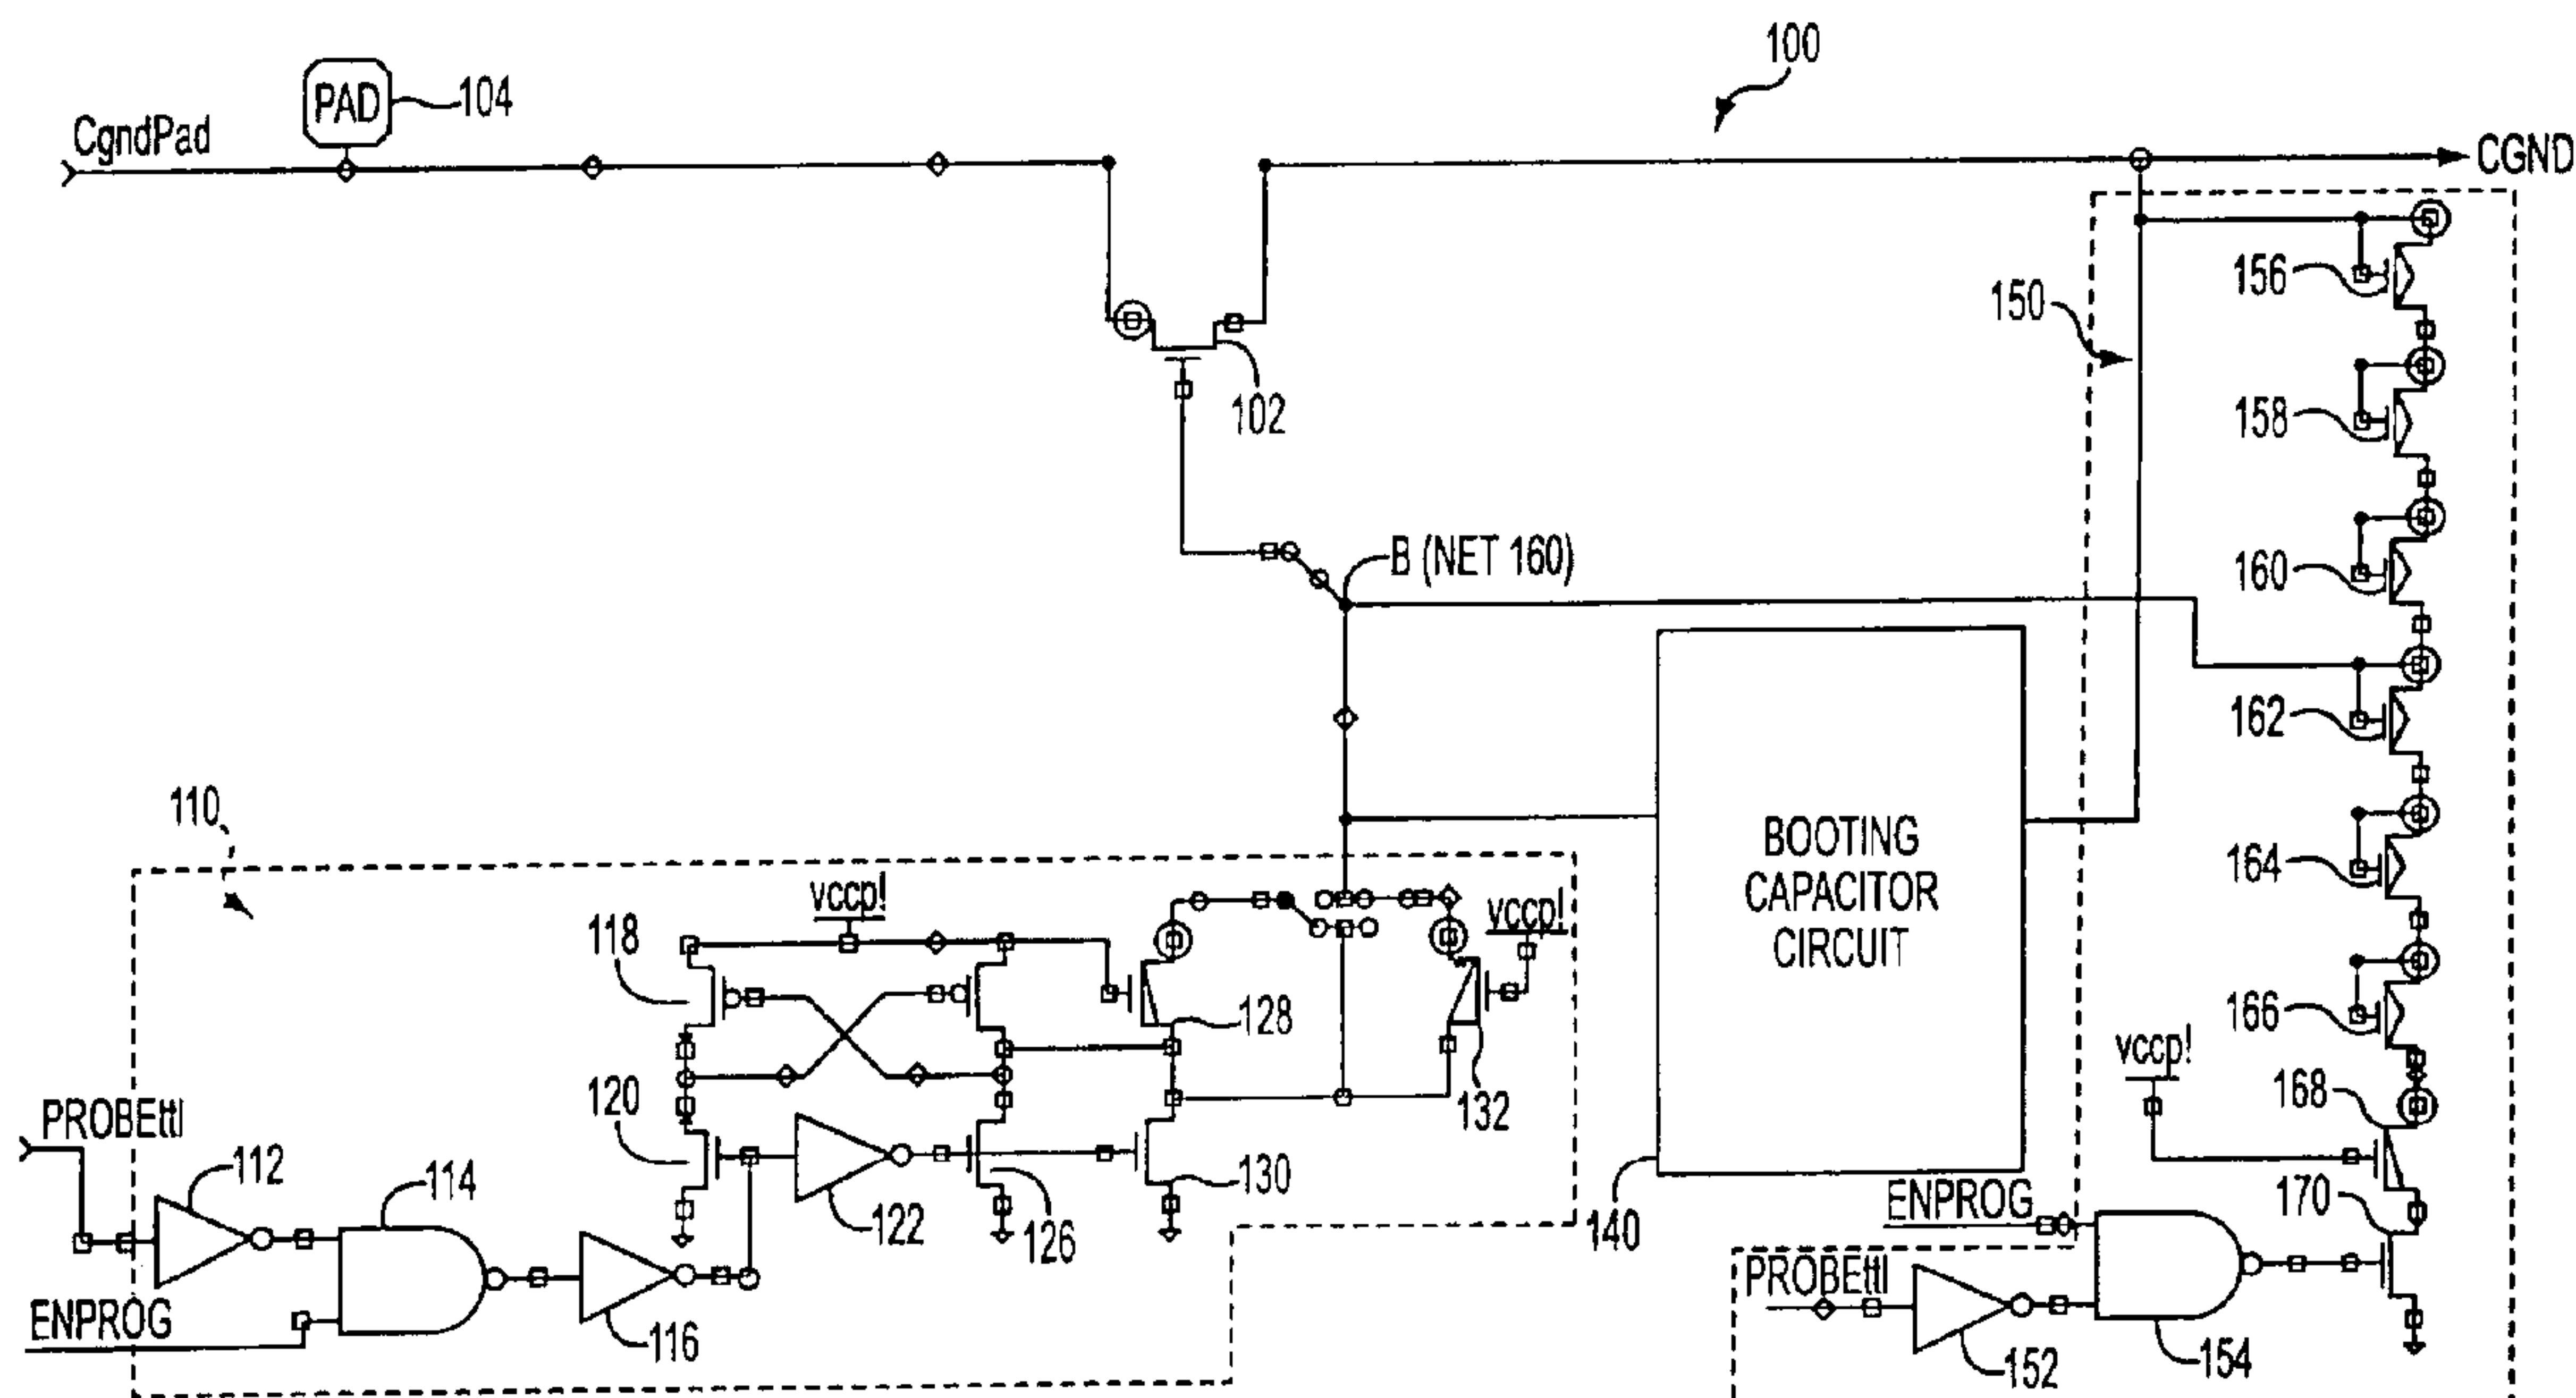 100
PAD
104
CgndPad
CGND
156
150
102
158
B (NET 160)
160
162
110
BOOTING
CAPACITOR
CIRCUIT
164
vccp!
vccp!
118
128
166
vccp!
132
168
120
PROBEttl
112
114
130
ENPROG
170
122
126
140
PROBEttl
ENPROG
116
152
154